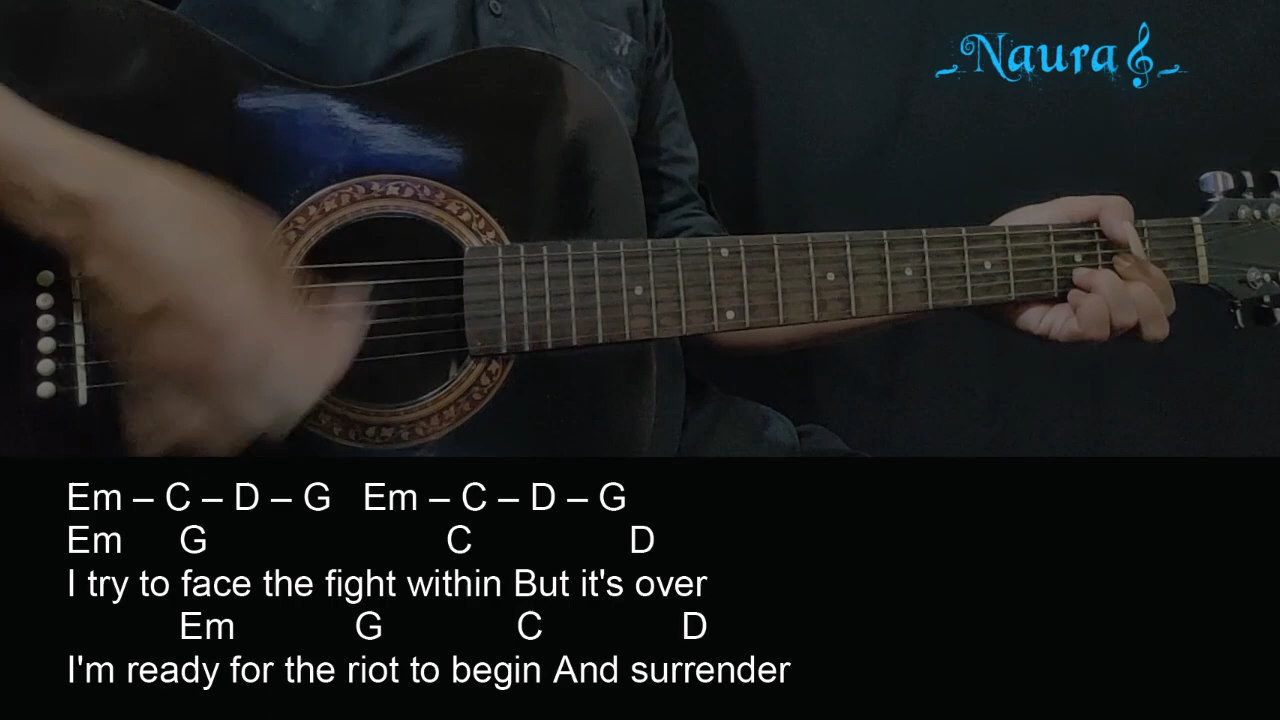 Naura
Em – C – D – G   Em – C – D – G
Em      G                         C                 D
I try to face the fight within But it's over
            Em             G               C               D
I'm ready for the riot to begin And surrender